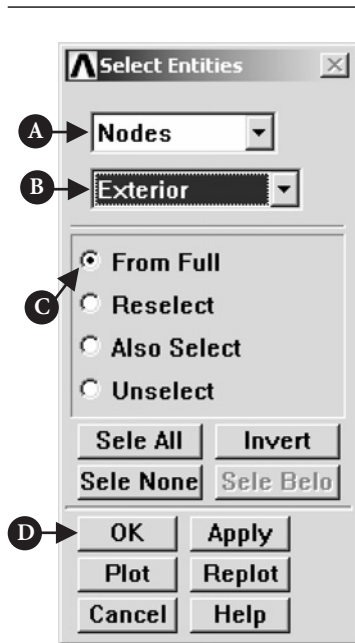 Select Entities
A Nodes
B Exterior
From Full
C Reselect
Also Select
Unselect
Sele All Invert
Sele None Sele Belo
D OK Apply
Plot Replot
Cancel Help